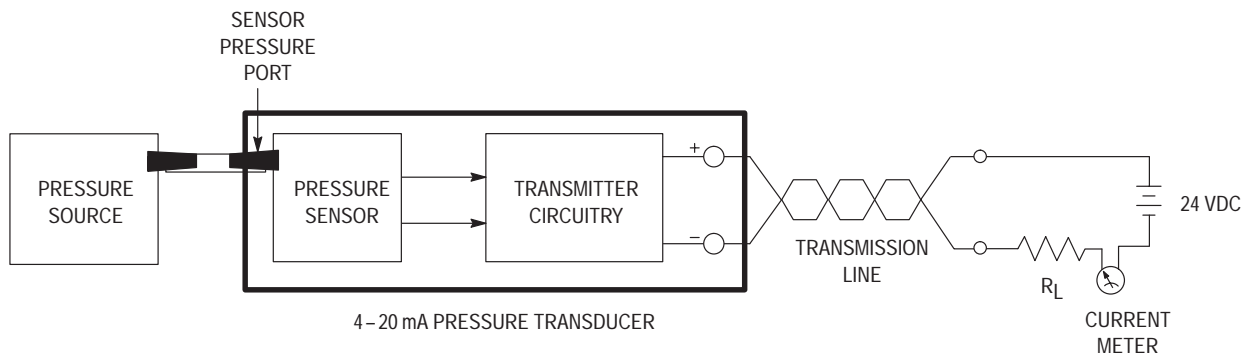 SENSOR
PRESSURE
PORT
PRESSURE
SOURCE
PRESSURE
SENSOR
TRANSMITTER
CIRCUITRY
+
–
TRANSMISSION
LINE
24 VDC
RL
CURRENT
METER
4–20 mA PRESSURE TRANSDUCER